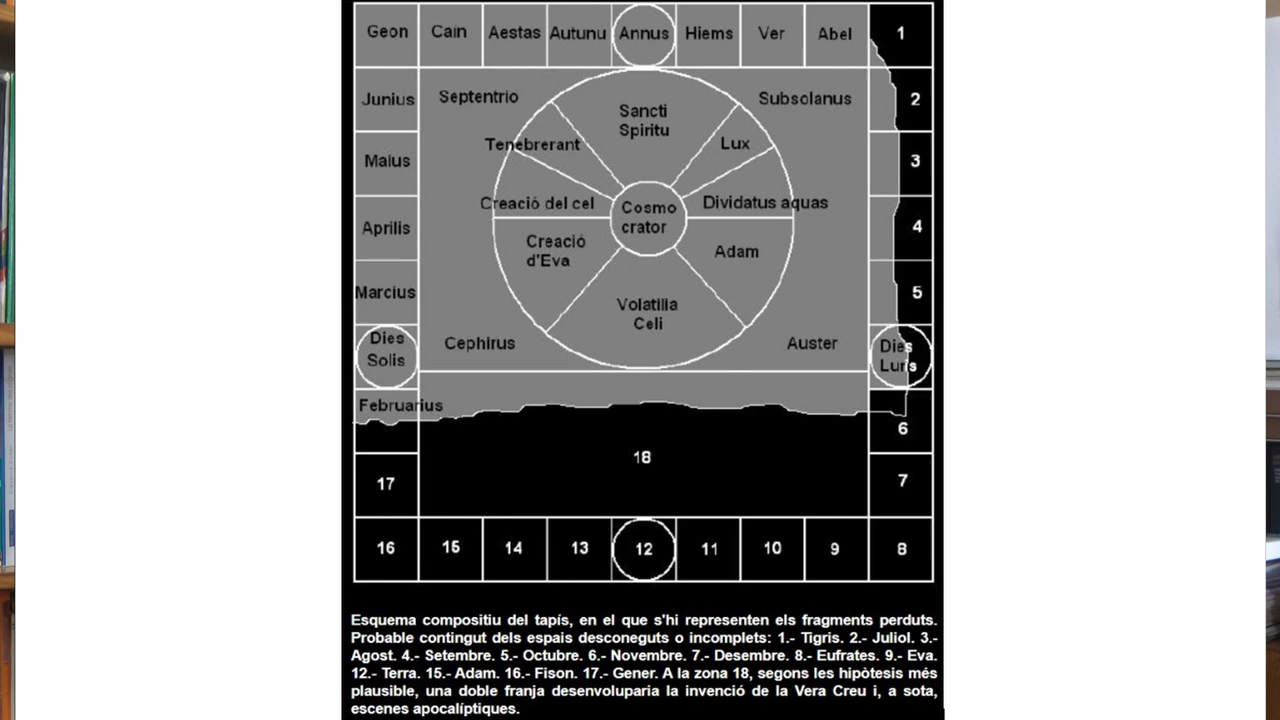 Geon Caín Aestas Autunu Annus Hiems Ver Abel 1
Junius Septentrio Sancti Spiritu Subsolanus 2
Maius Tenebrerant Lux 3
Aprilis Creació del cel Cosmo crator Dividatus aquas 4
Creació d'Eva Adam
Marcius Volatilia Celi 5
Dies Solis Cephirus Auster Dies Luns
Februarius 6
18
17 7
16 15 14 13 12 11 10 9 8
Esquema compositiu del tapís, en el que s'hi representen els fragments perduts.
Probable contingut dels espais desconeguts o incomplets: 1.- Tigris. 2.- Juliol. 3.-
Agost. 4.- Setembre. 5.- Octubre. 6.- Novembre. 7.- Desembre. 8.- Eufrates. 9.- Eva.
12.- Terra. 15.- Adam. 16.- Fison. 17.- Gener. A la zona 18, segons les hipòtesis més
plausible, una doble franja desenvoluparia la invenció de la Vera Creu i, a sota,
escenes apocalíptiques.